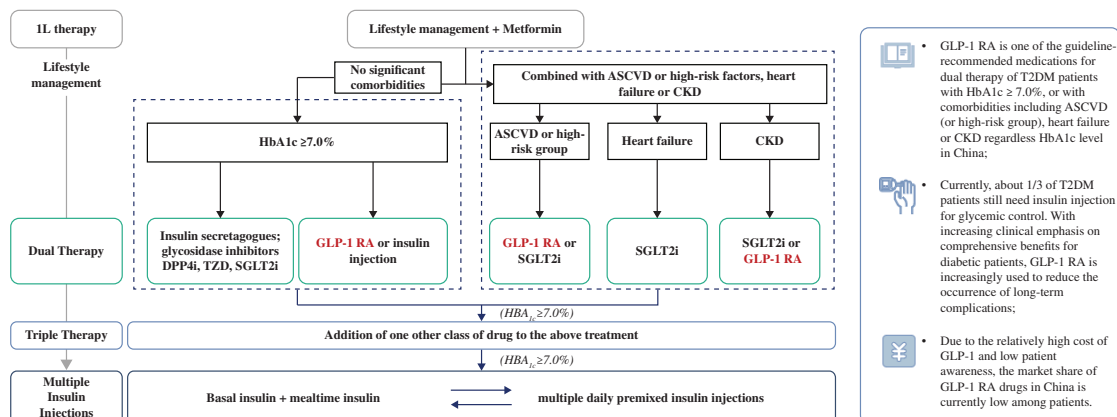 1L therapy
Lifestyle management + Metformin
Lifestyle
management
No significant
comorbidities
Combined with ASCVD or high-risk factors, heart
failure or CKD
HbA1c ≥7.0%
ASCVD or high-
risk group
Heart failure
CKD
Dual Therapy
Insulin secretagogues;
glycosidase inhibitors
DPP4i, TZD, SGLT2i
GLP-1 RA or insulin
injection
GLP-1 RA or
SGLT2i
SGLT2i
SGLT2i or
GLP-1 RA
(HBA1c≥7.0%)
Triple Therapy
Addition of one other class of drug to the above treatment
(HBA1c≥7.0%)
Multiple
Insulin
Injections
Basal insulin + mealtime insulin
multiple daily premixed insulin injections
• GLP-1 RA is one of the guideline-
recommended medications for
dual therapy of T2DM patients
with HbA1c ≥ 7.0%, or with
comorbidities including ASCVD
(or high-risk group), heart failure
or CKD regardless HbA1c level
in China;
• Currently, about 1/3 of T2DM
patients still need insulin injection
for glycemic control. With
increasing clinical emphasis on
comprehensive benefits for
diabetic patients, GLP-1 RA is
increasingly used to reduce the
occurrence of long-term
complications;
¥
• Due to the relatively high cost of
GLP-1 and low patient
awareness, the market share of
GLP-1 RA drugs in China is
currently low among patients.